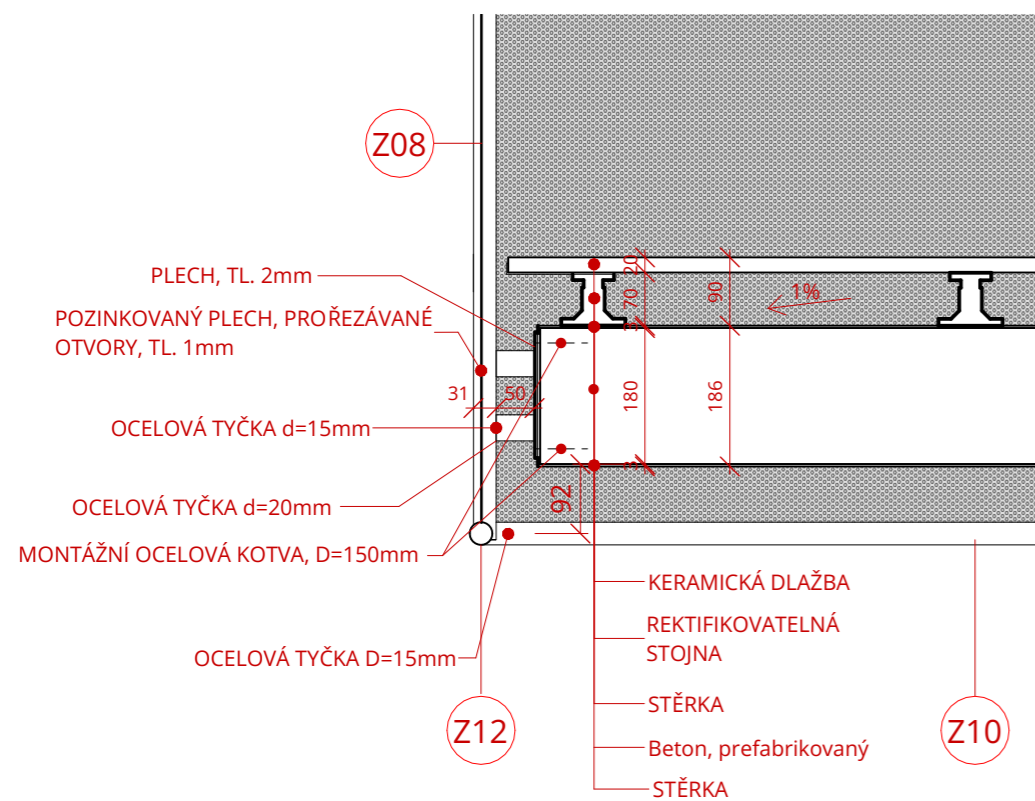 Z08
PLECH, TL. 2mm
POZINKOVANÝ PLECH, PROŘEZÁVANÉ
OTVORY, TL. 1mm
20
70
90
1%
3
31
50
180
186
OCELOVÁ TYČKA d=15mm
3
92
OCELOVÁ TYČKA d=20mm
MONTÁŽNÍ OCELOVÁ KOTVA, D=150mm
KERAMICKÁ DLAŽBA
REKTIFIKOVATELNÁ
STOJNA
OCELOVÁ TYČKA D=15mm
STĚRKA
Z12
Z10
Beton, prefabrikovaný
STĚRKA